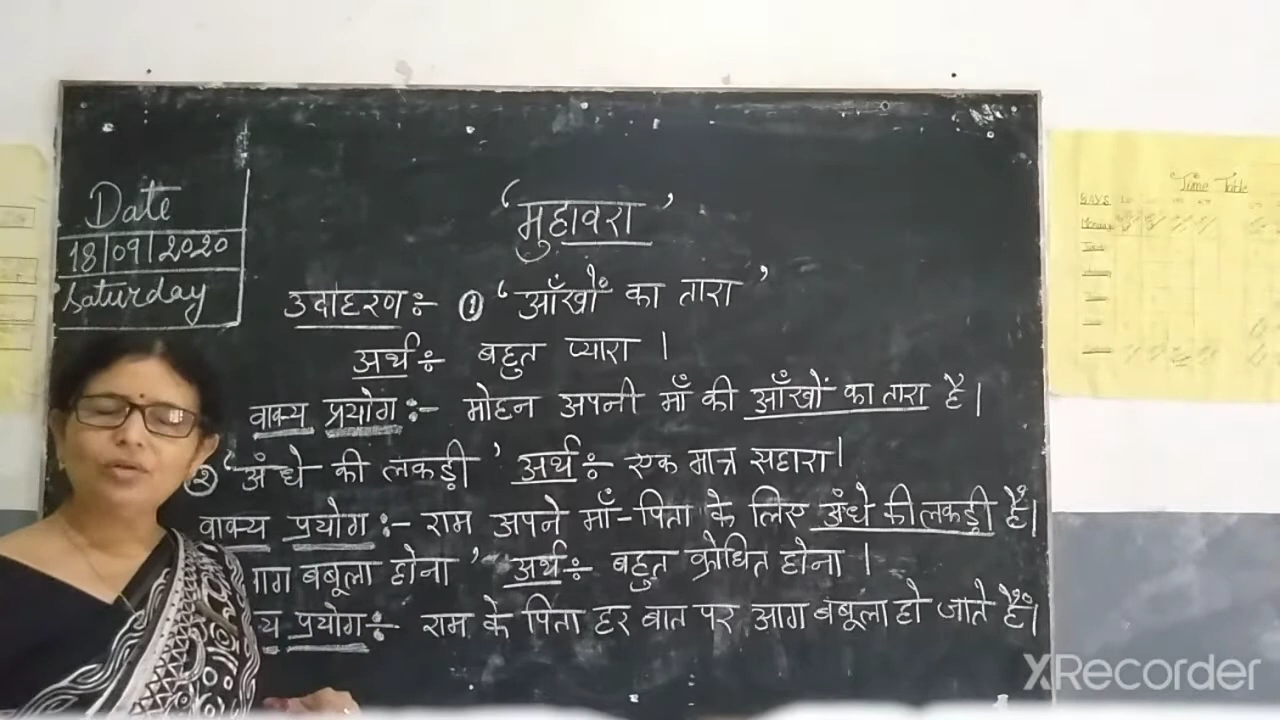 Date
18/09/2020
Saturday
‘मुहावरा’
उदाहरण :- ① ‘आँखों का तारा’
अर्थ :- बहुत प्यारा ।
वाक्य प्रयोग :- मोहन अपनी माँ की आँखों का तारा है।
② ‘अंधे की लकड़ी’ अर्थ :- एक मात्र सहारा।
वाक्य प्रयोग :- राम अपने माँ-पिता के लिए अंधे की लकड़ी हैं।
बबूला होना’ अर्थ :- बहुत क्रोधित होना ।
प्रयोग :- राम के पिता हर बात पर आग बबूला हो जाते हैं।
Time Table
DAYS
XRecorder